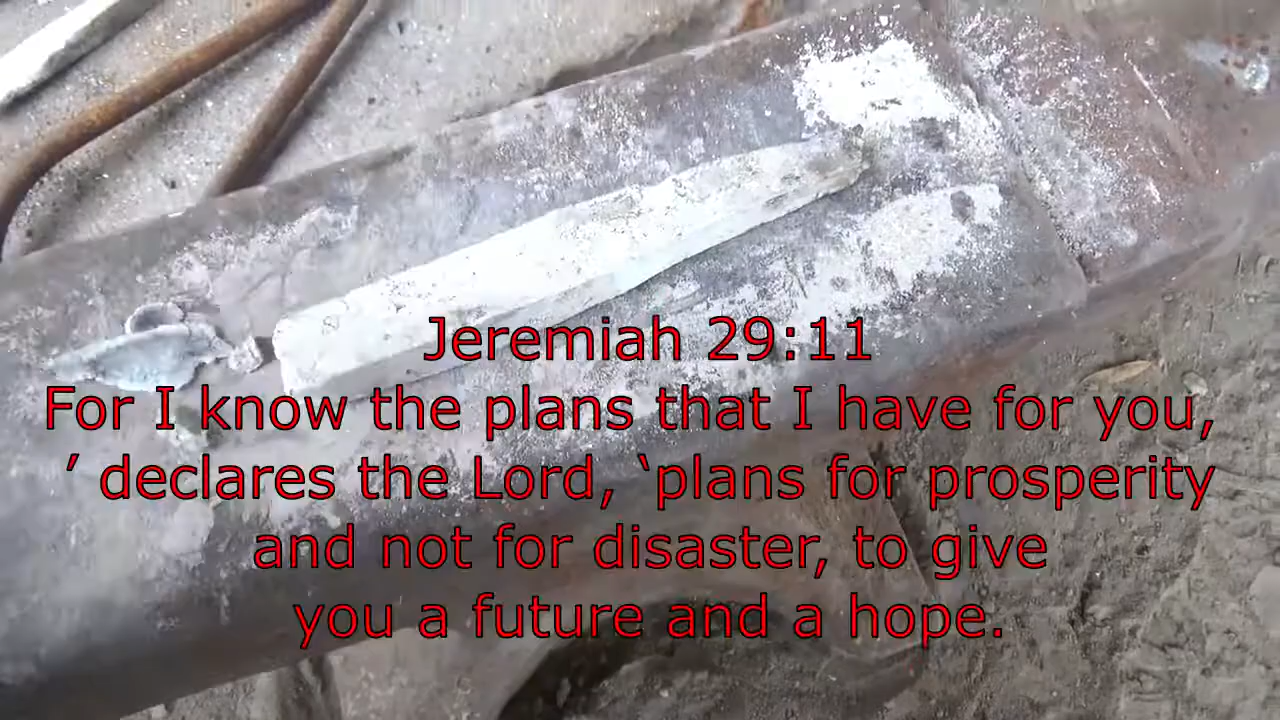 Jeremiah 29:11
For I know the plans that I have for you,
’ declares the Lord, ‘plans for prosperity
and not for disaster, to give
you a future and a hope.